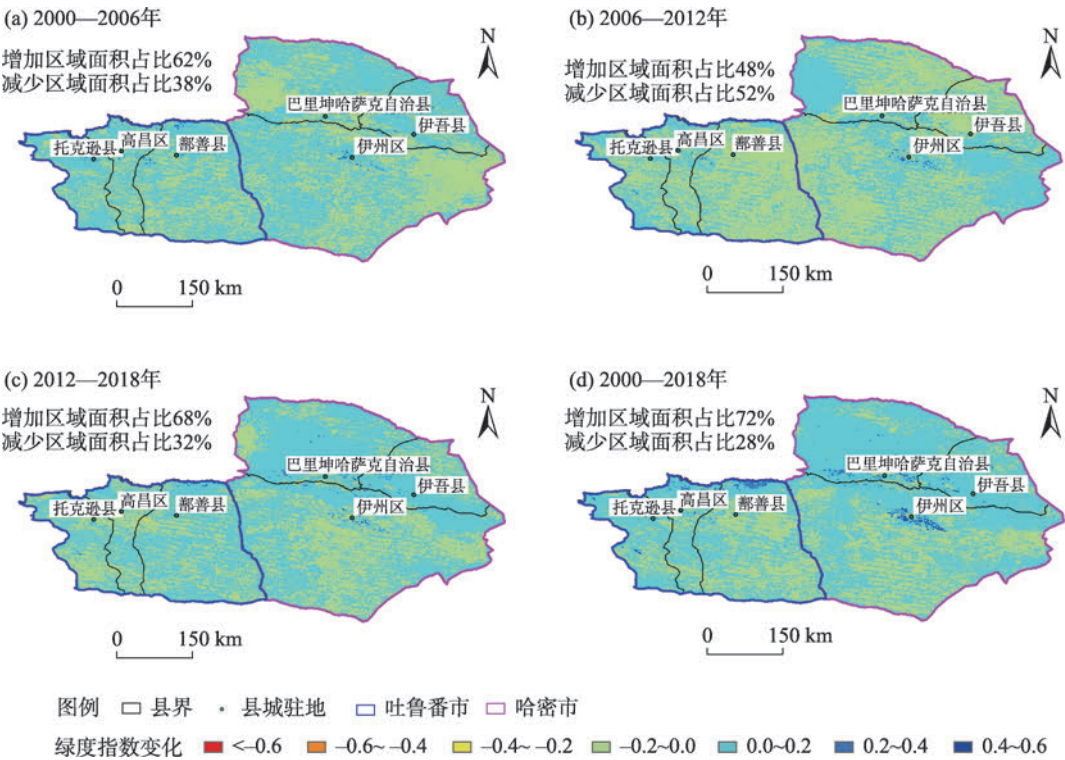 (a) 2000—2006年
增加区域面积占比62%
减少区域面积占比38%
N
巴里坤哈萨克自治县
伊吾县
高昌区
托克逊县
鄯善县
伊州区
0 150 km
(b) 2006—2012年
增加区域面积占比48%
减少区域面积占比52%
N
巴里坤哈萨克自治县
伊吾县
高昌区
托克逊县
鄯善县
伊州区
0 150 km
(c) 2012—2018年
增加区域面积占比68%
减少区域面积占比32%
N
巴里坤哈萨克自治县
伊吾县
高昌区
托克逊县
鄯善县
伊州区
0 150 km
(d) 2000—2018年
增加区域面积占比72%
减少区域面积占比28%
N
巴里坤哈萨克自治县
伊吾县
高昌区
托克逊县
鄯善县
伊州区
0 150 km
图例 县界 县城驻地 吐鲁番市 哈密市
绿度指数变化 <–0.6 –0.6~ –0.4 –0.4~ –0.2 –0.2~0.0 0.0~0.2 0.2~0.4 0.4~0.6